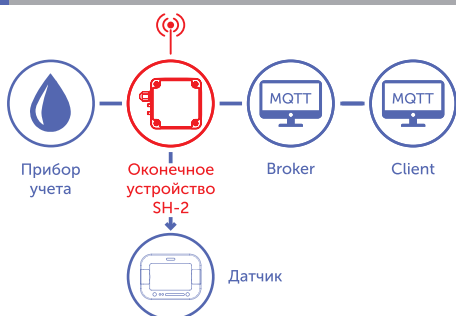 MQTT
MQTT
Прибор
учета
Оконечное
устройство
SH-2
Broker
Client
Датчик